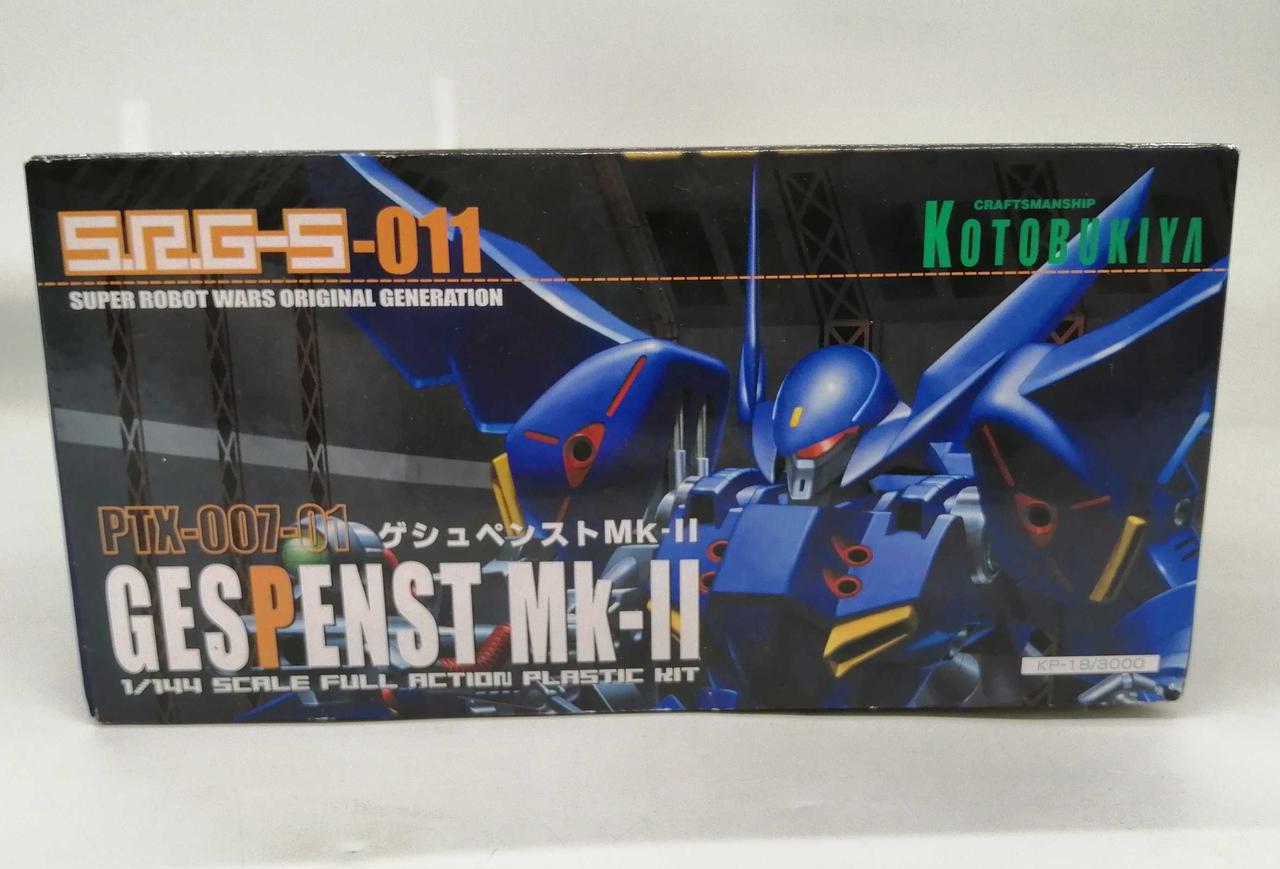 S.R.G-S-011
SUPER ROBOT WARS ORIGINAL GENERATION
CRAFTSMANSHIP
KOTOBUKIYA
PTX-007-01 ゲシュペンストMk-II
GESPENST Mk-II
1/144 SCALE FULL ACTION PLASTIC KIT
KP-18/3000